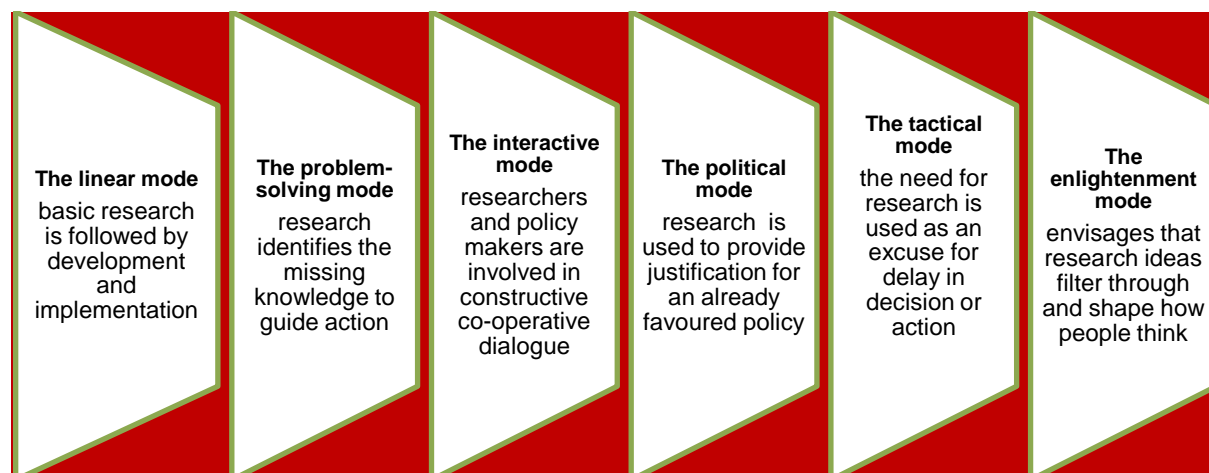 The linear mode
basic research
is followed by
development
and
implementation
The problem-
solving mode
research
identifies the
missing
knowledge to
guide action
The interactive
mode
researchers
and policy
makers are
involved in
constructive
co-operative
dialogue
The political
mode
research is
used to provide
justification for
an already
favoured policy
The tactical
mode
the need for
research is
used as an
excuse for
delay in
decision or
action
The
enlightenment
mode
envisages that
research ideas
filter through
and shape how
people think